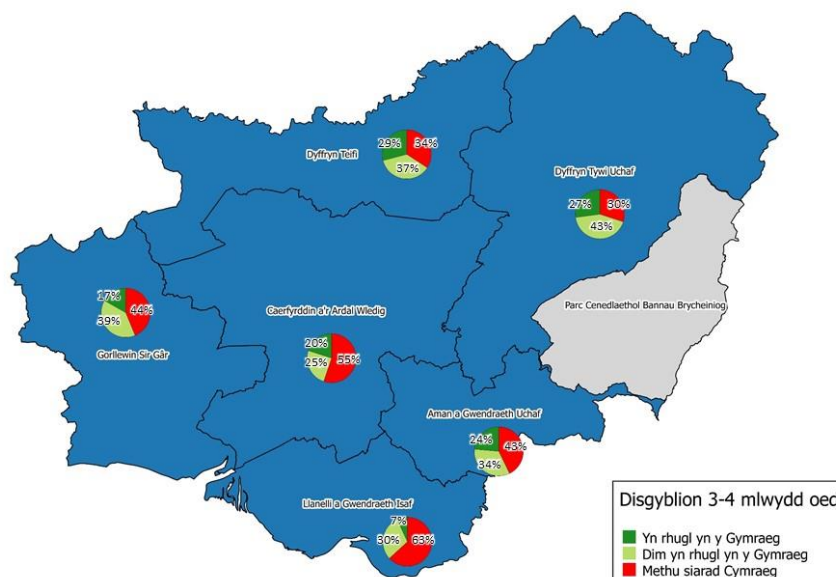 29%
34%
Dyffryn Teifi
37%
Dyffryn Tywi Uchaf
27%
30%
43%
17%
44%
39%
Gorllewin Sir Gâr
Caerfyrddin a'r Ardal Wledig
20%
55%
25%
Parc Cenedlaethol Bannau Brycheiniog
Aman a Gwendraeth Uchaf
24%
43%
34%
Llanelli a Gwendraeth Isaf
7%
30%
63%
Disgyblion 3-4 mlwydd oed
Yn rhugl yn y Gymraeg
Dim yn rhugl yn y Gymraeg
Methu siarad Cymraeg